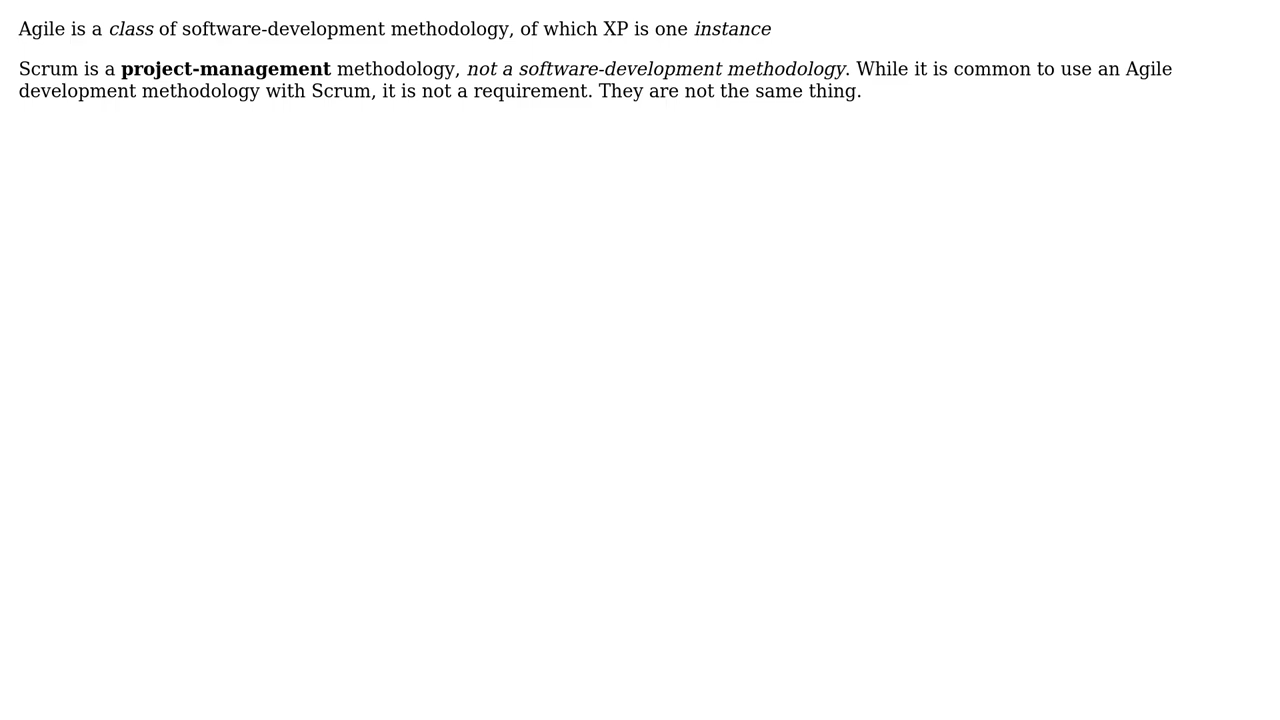 Agile is a class of software-development methodology, of which XP is one instance
Scrum is a project-management methodology, not a software-development methodology. While it is common to use an Agile
development methodology with Scrum, it is not a requirement. They are not the same thing.